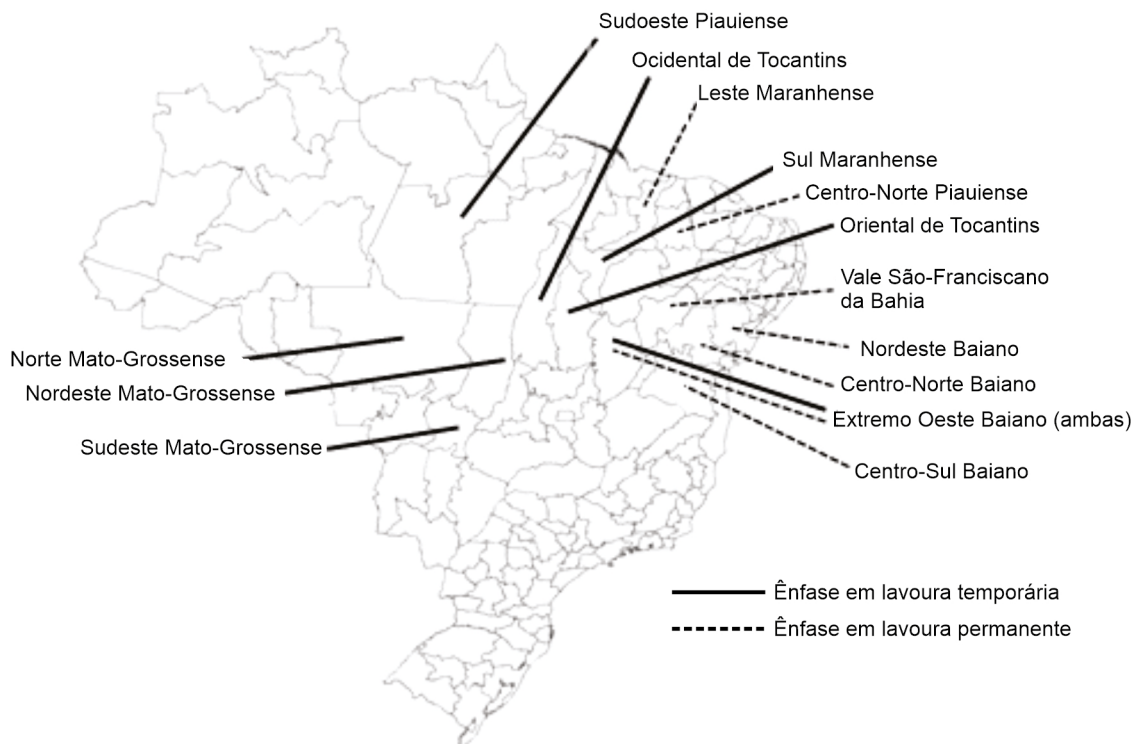 Sudoeste Piauiense
Ocidental de Tocantins
Leste Maranhense
Sul Maranhense
Centro-Norte Piauiense
Oriental de Tocantins
Vale São-Franciscano
da Bahia
Nordeste Baiano
Centro-Norte Baiano
Extremo Oeste Baiano (ambas)
Centro-Sul Baiano
Norte Mato-Grossense
Nordeste Mato-Grossense
Sudeste Mato-Grossense
Ênfase em lavoura temporária
Ênfase em lavoura permanente